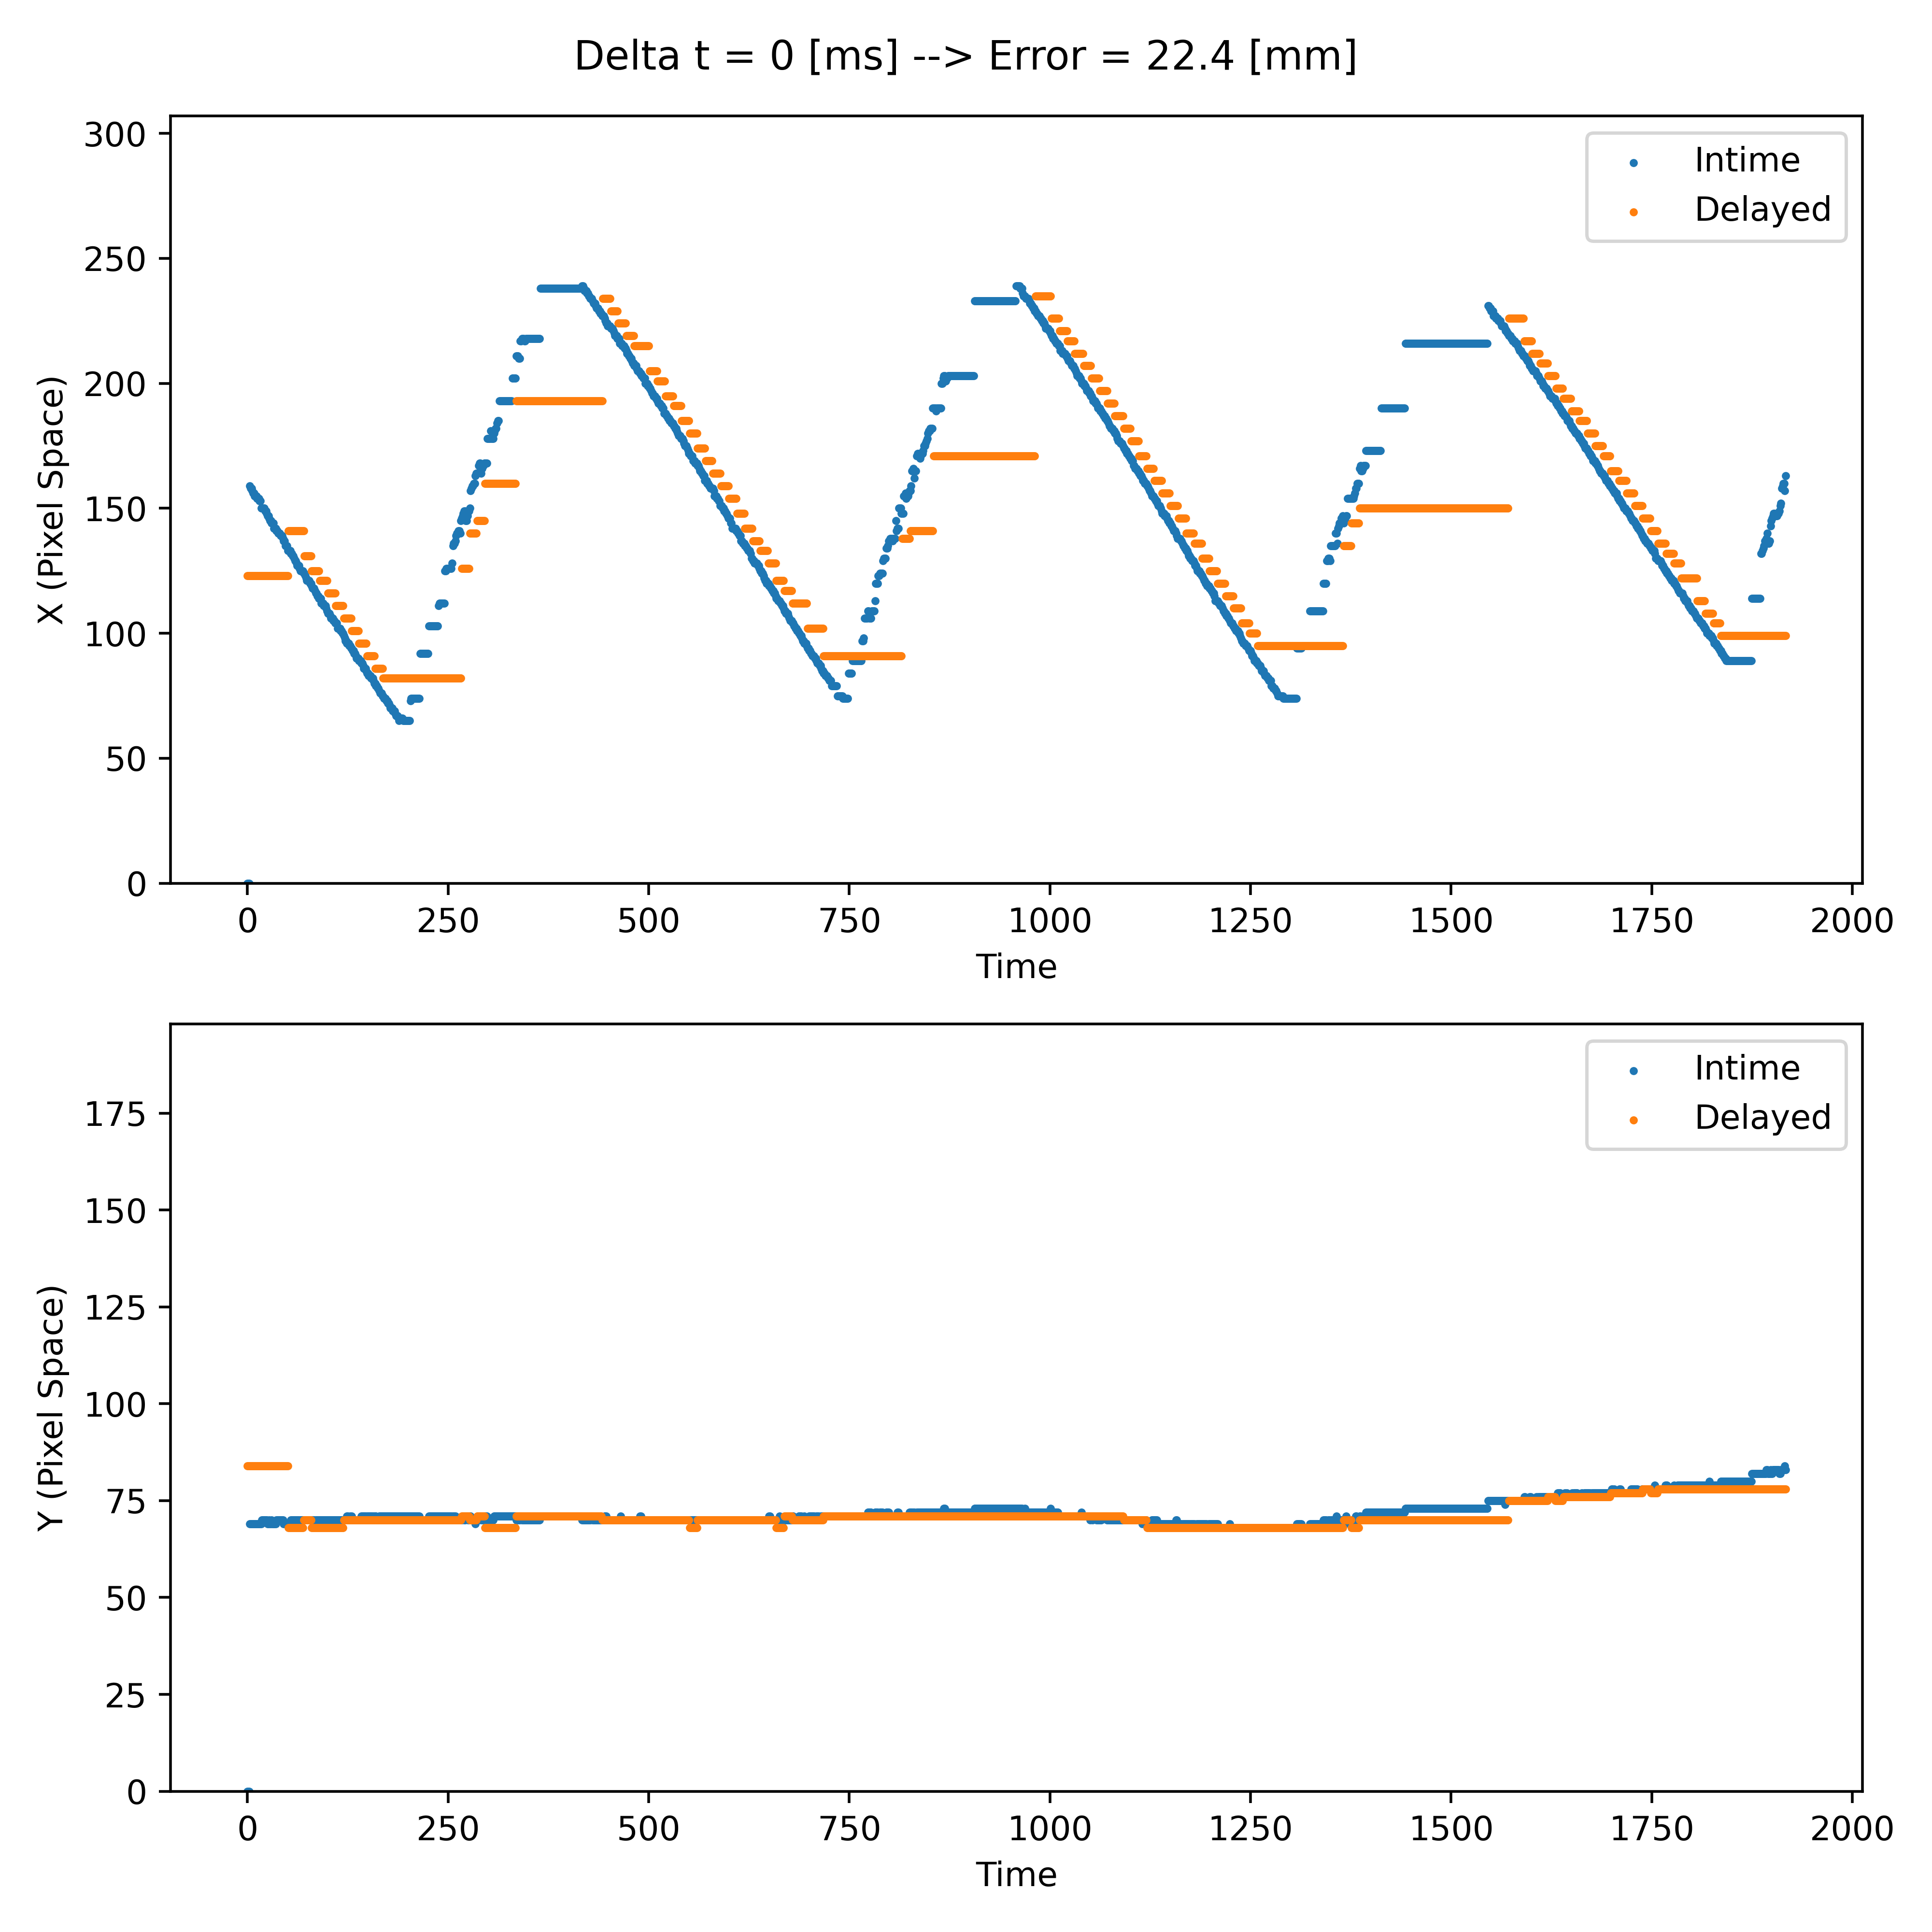 Delta t = 0 [ms] --> Error = 22.4 [mm]
300
250
200
150
100
50
0
X (Pixel Space)
Intime
Delayed
0 250 500 750 1000 1250 1500 1750 2000
Time
175
150
125
100
75
50
25
0
Y (Pixel Space)
Intime
Delayed
0 250 500 750 1000 1250 1500 1750 2000
Time